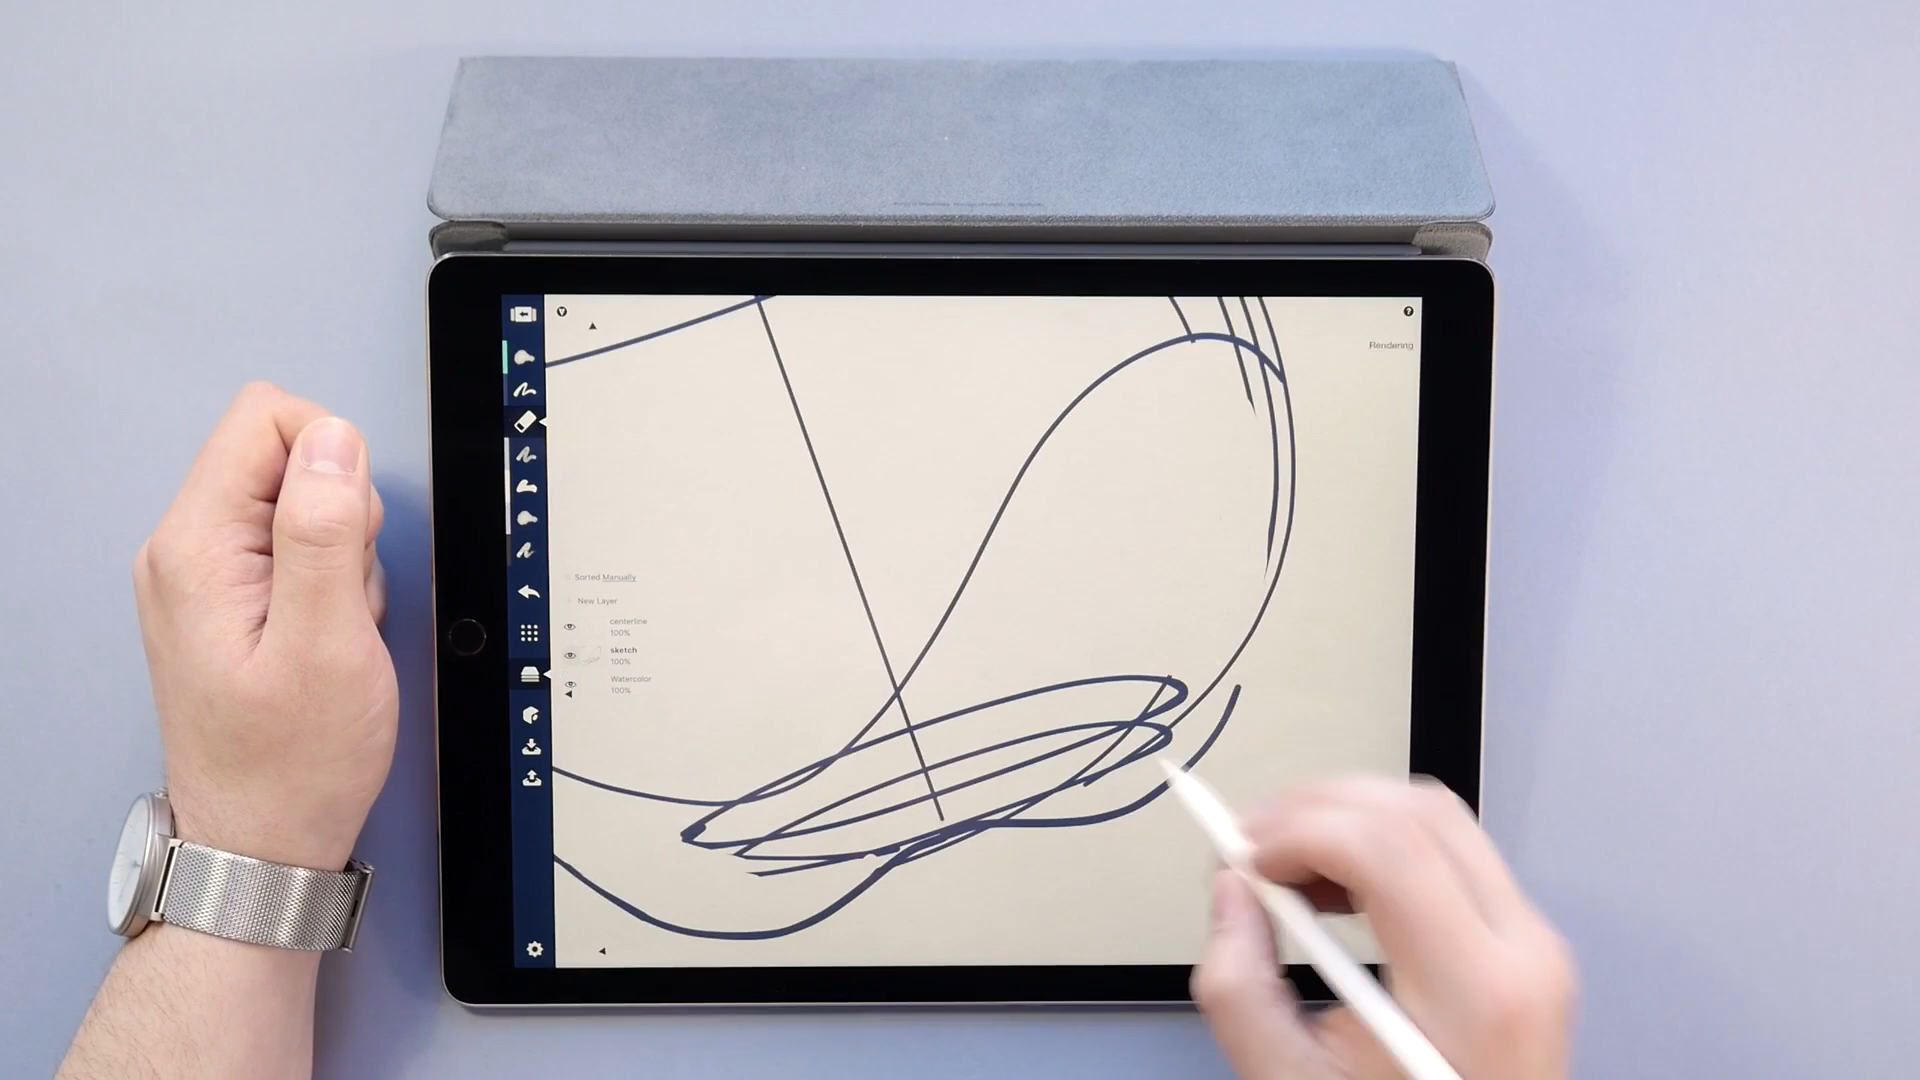 Rendering
Sorted Manually
New Layer
centerline
100%
sketch
100%
Watercolor
100%